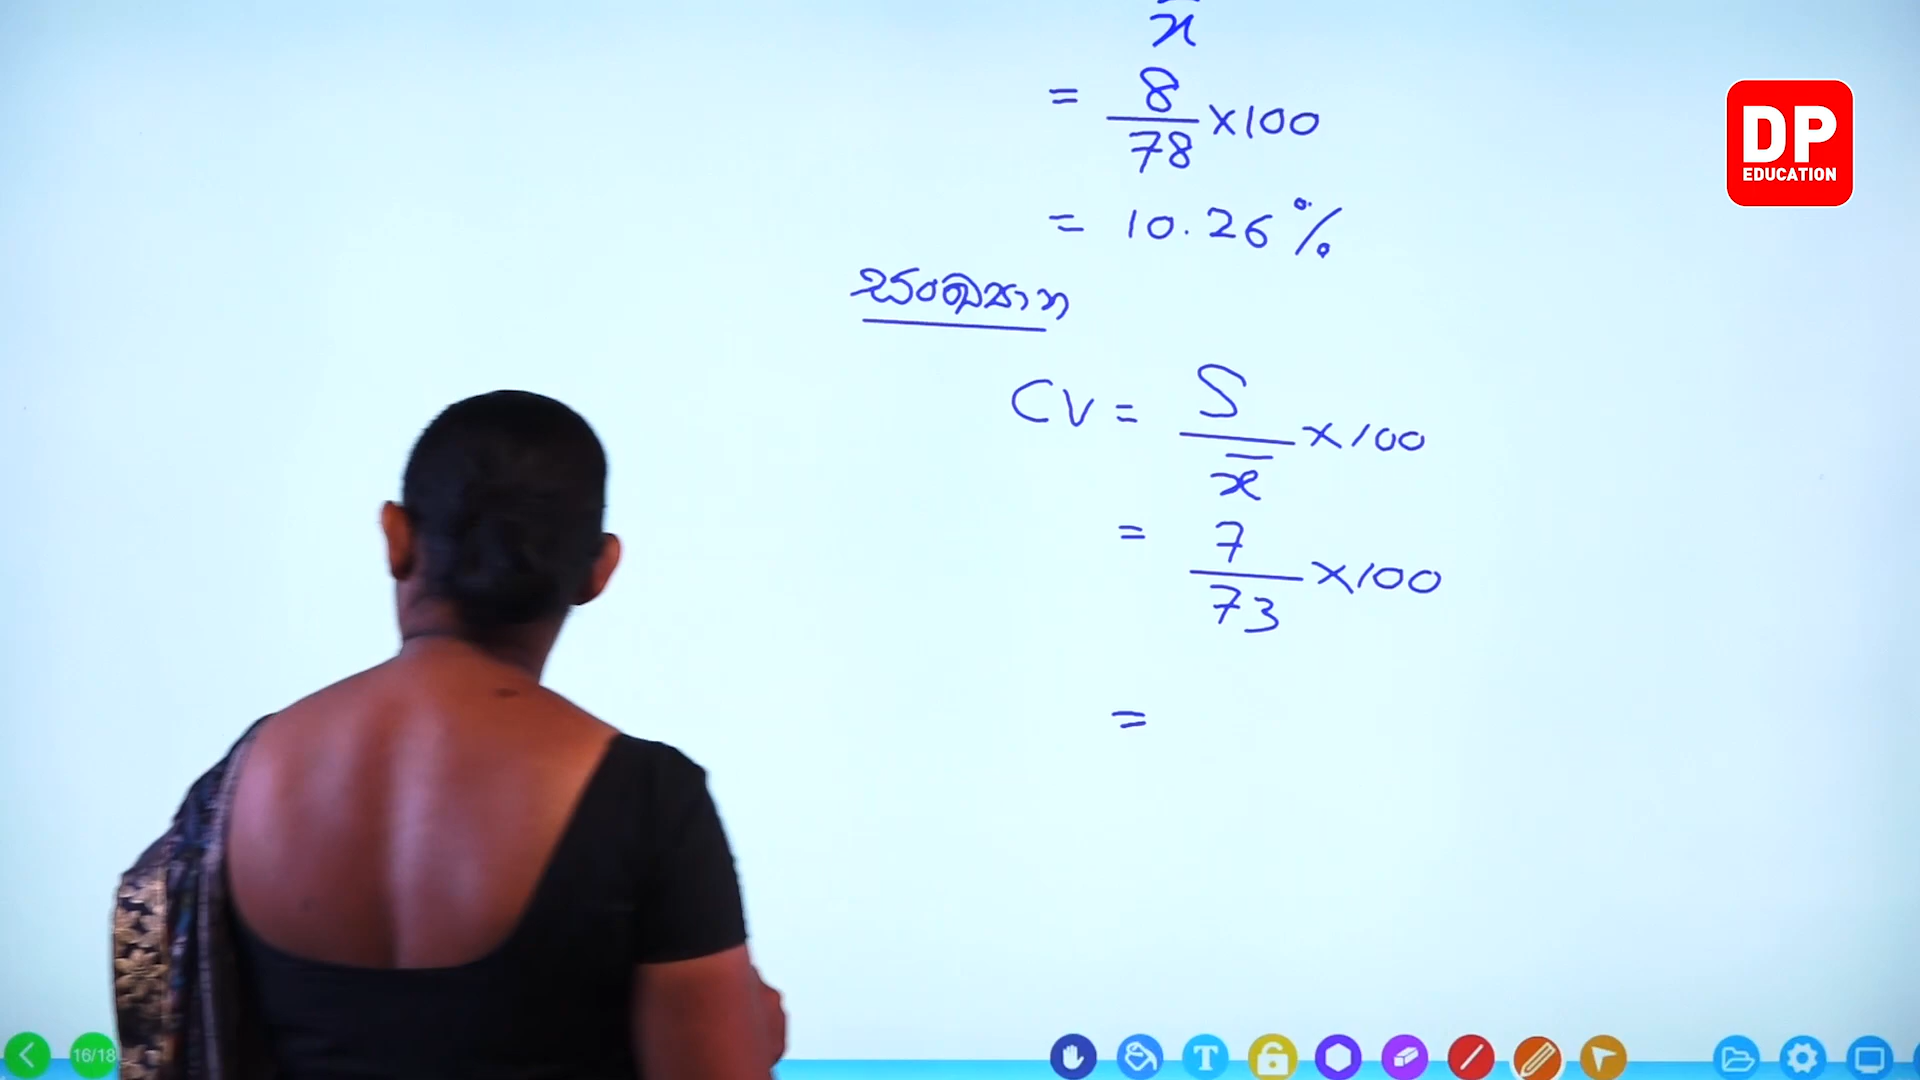 x̄
= 8/78 ×100
= 10.26%
සංඛ්‍යාන
CV = S/x̄ ×100
= 7/73 ×100
=
DP
EDUCATION
16/18
T